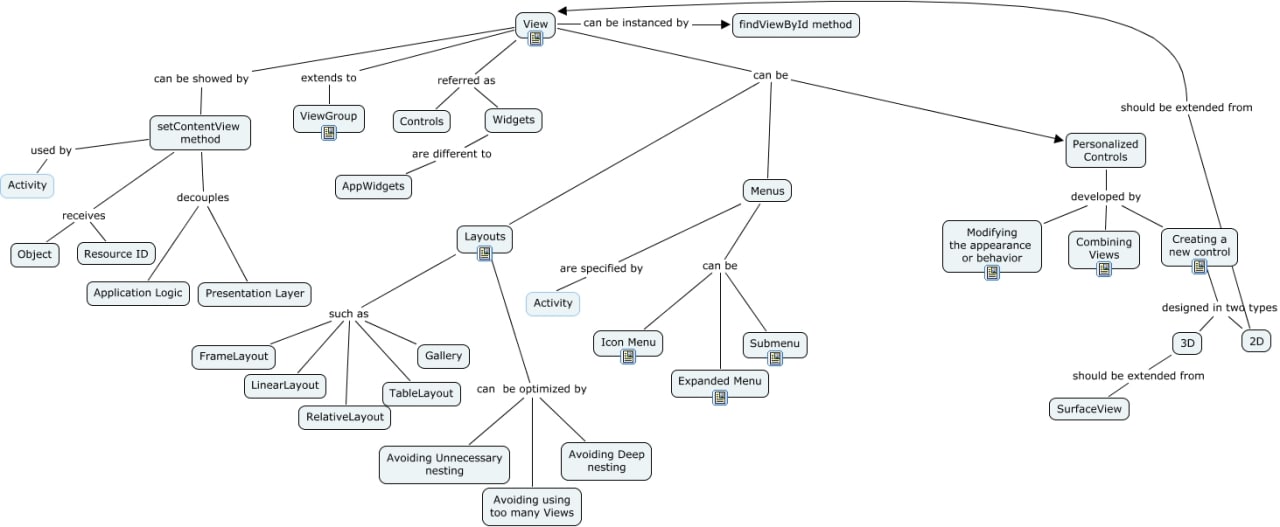 View
can be instanced by
findViewById method
can be showed by
extends to
referred as
can be
should be extended from
setContentView
method
ViewGroup
Controls
Widgets
Personalized
Controls
used by
are different to
Activity
AppWidgets
Menus
decouples
developed by
receives
Object
Resource ID
Layouts
Modifying
the appearance
or behavior
Combining
Views
Creating a
new control
are specified by
can be
Application Logic
Presentation Layer
Activity
designed in two types
such as
Icon Menu
Submenu
3D
2D
FrameLayout
Gallery
LinearLayout
Expanded Menu
should be extended from
can be optimized by
TableLayout
RelativeLayout
SurfaceView
Avoiding Unnecessary
nesting
Avoiding Deep
nesting
Avoiding using
too many Views